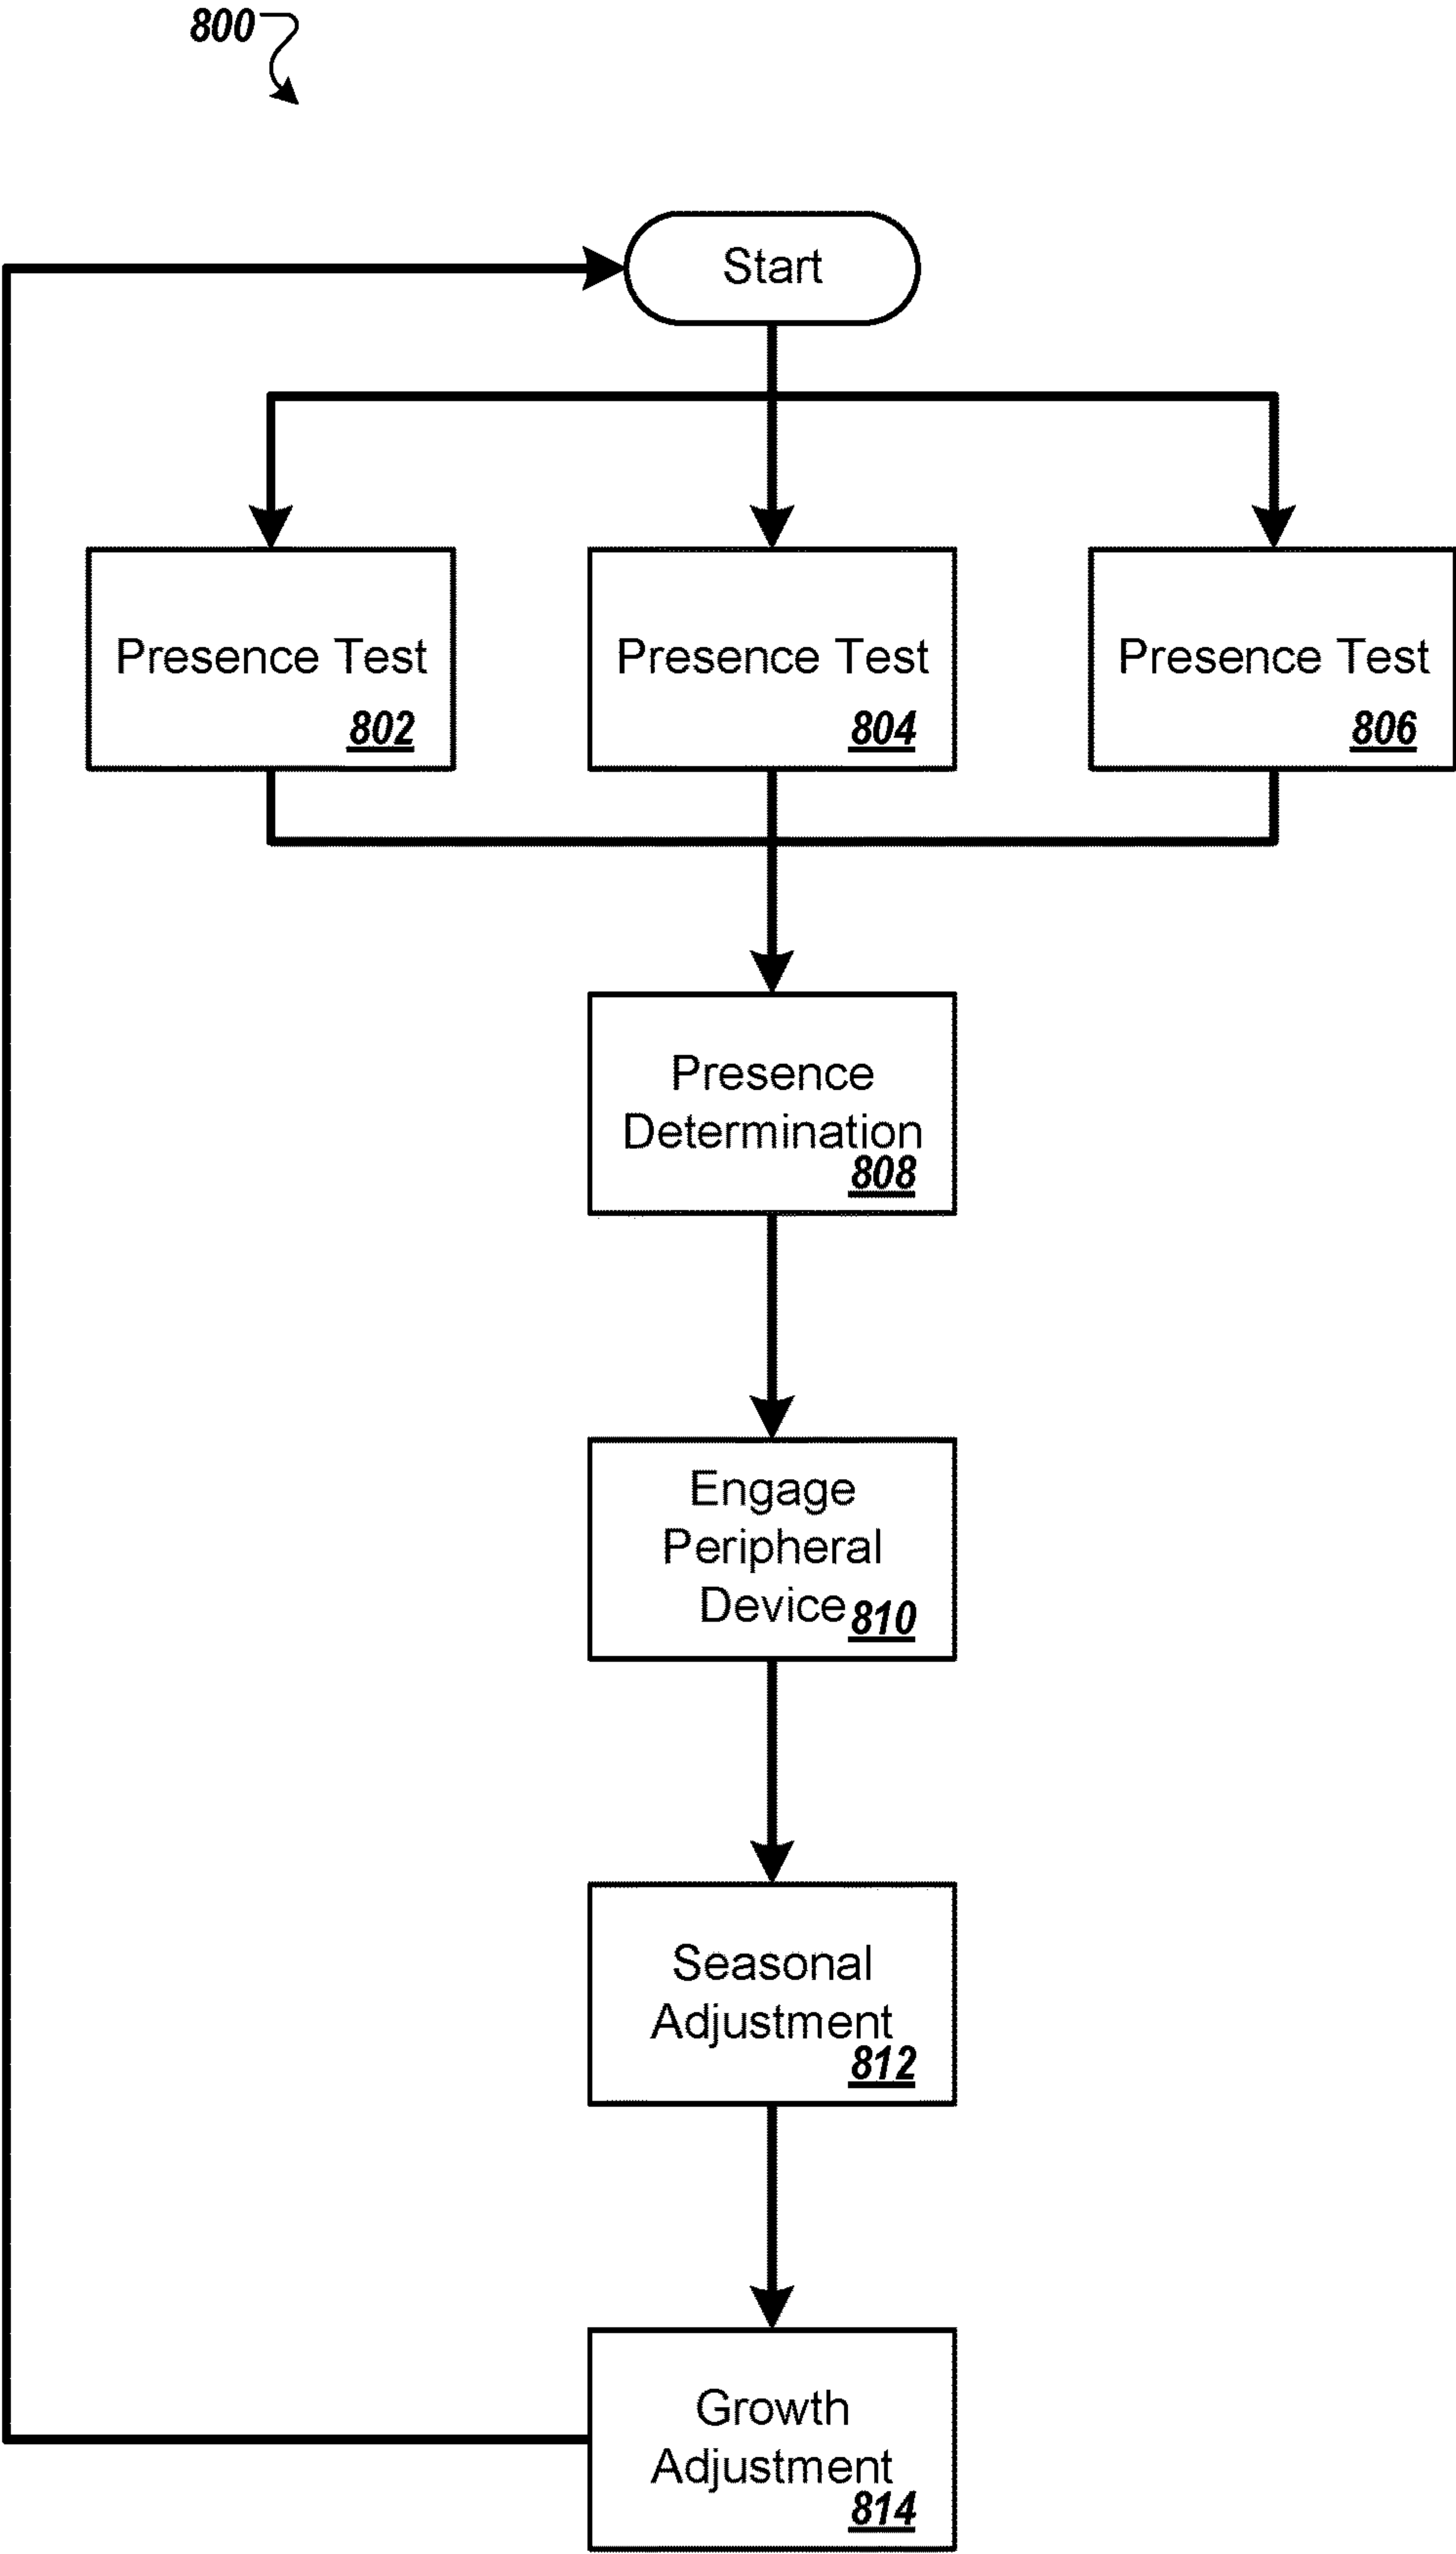 800
Start
Presence Test
802
Presence Test
804
Presence Test
806
Presence
Determination
808
Engage
Peripheral
Device
810
Seasonal
Adjustment
812
Growth
Adjustment
814